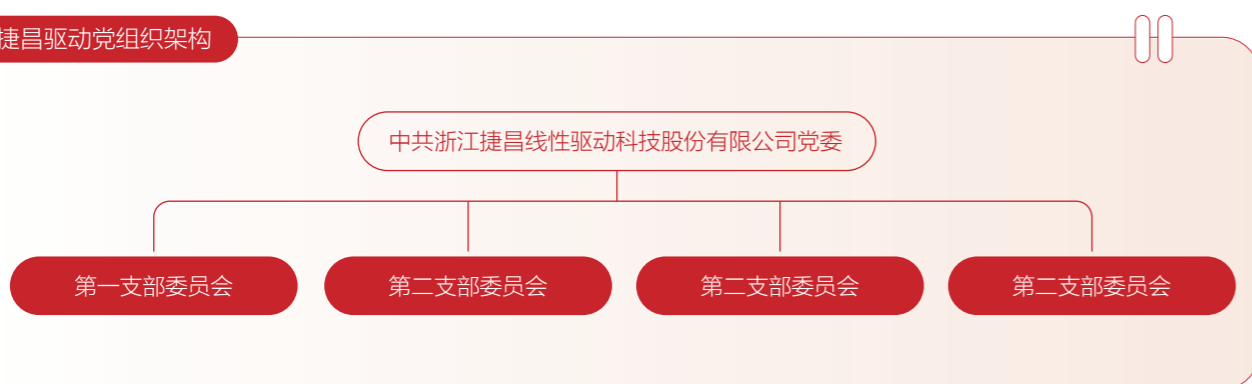 捷昌驱动党组织架构
中共浙江捷昌线性驱动科技股份有限公司党委
第一支部委员会
第二支部委员会
第二支部委员会
第二支部委员会